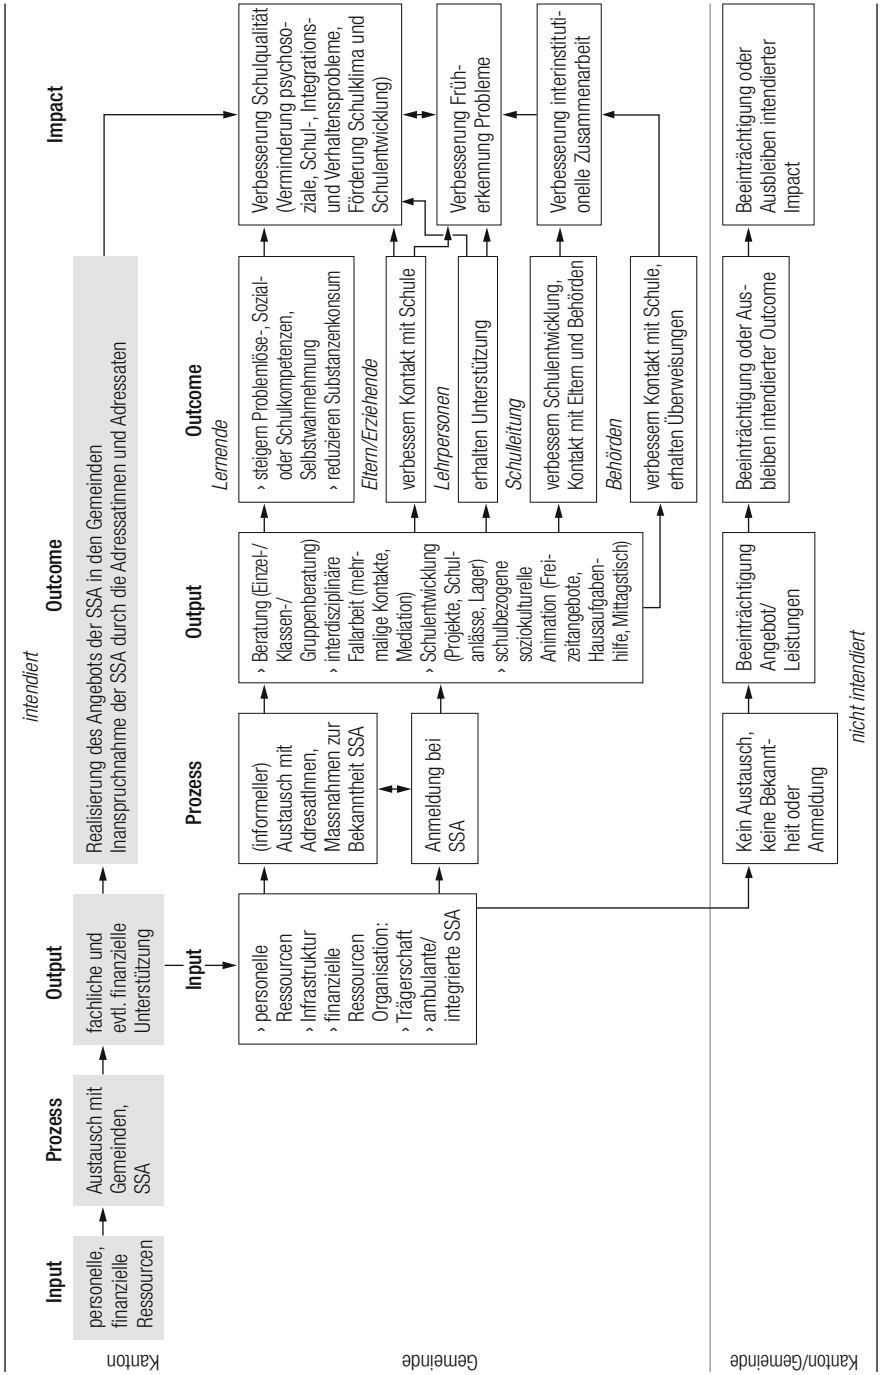 intendiert
Kanton
Input
personelle,
finanzielle
Ressourcen
Prozess
Austausch mit
Gemeinden,
SSA
Output
fachliche und
evtl. finanzielle
Unterstützung
Outcome
Realisierung des Angebots der SSA in den Gemeinden
Inanspruchnahme der SSA durch die Adressatinnen und Adressaten
Impact
Gemeinde
Input
› personelle
Ressourcen
› Infrastruktur
› finanzielle
Ressourcen
Organisation:
› Trägerschaft
› ambulante/
integrierte SSA
Prozess
(informeller)
Austausch mit
AdresatInnen,
Massnahmen zur
Bekanntheit SSA
Anmeldung bei
SSA
Output
› Beratung (Einzel-/
Klassen-/
Gruppenberatung)
› interdisziplinäre
Fallarbeit (mehr-
malige Kontakte,
Mediation)
› Schulentwicklung
(Projekte, Schul-
anlässe, Lager)
› schulbezogene
soziokulturelle
Animation (Frei-
zeitangebote,
Hausaufgaben-
hilfe, Mittagstisch)
Outcome
Lernende
› steigern Problemlöse-, Sozial-
oder Schulkompetenzen,
Selbstwahrnehmung
› reduzieren Substanzenkonsum
Eltern/Erziehende
verbessern Kontakt mit Schule
Lehrpersonen
erhalten Unterstützung
Schulleitung
verbessern Schulentwicklung,
Kontakt mit Eltern und Behörden
Behörden
verbessern Kontakt mit Schule,
erhalten Überweisungen
Verbesserung Schulqualität
(Verminderung psychoso-
ziale, Schul-, Integrations-
und Verhaltensprobleme,
Förderung Schulklima und
Schulentwicklung)
Verbesserung Früh-
erkennung Probleme
Verbesserung interinstituti-
onelle Zusammenarbeit
Kanton/Gemeinde
Kein Austausch,
keine Bekannt-
heit oder
Anmeldung
Beeinträchtigung
Angebot/
Leistungen
Beeinträchtigung oder Aus-
bleiben intendierter Outcome
Beeinträchtigung oder
Ausbleiben intendierter
Impact
nicht intendiert